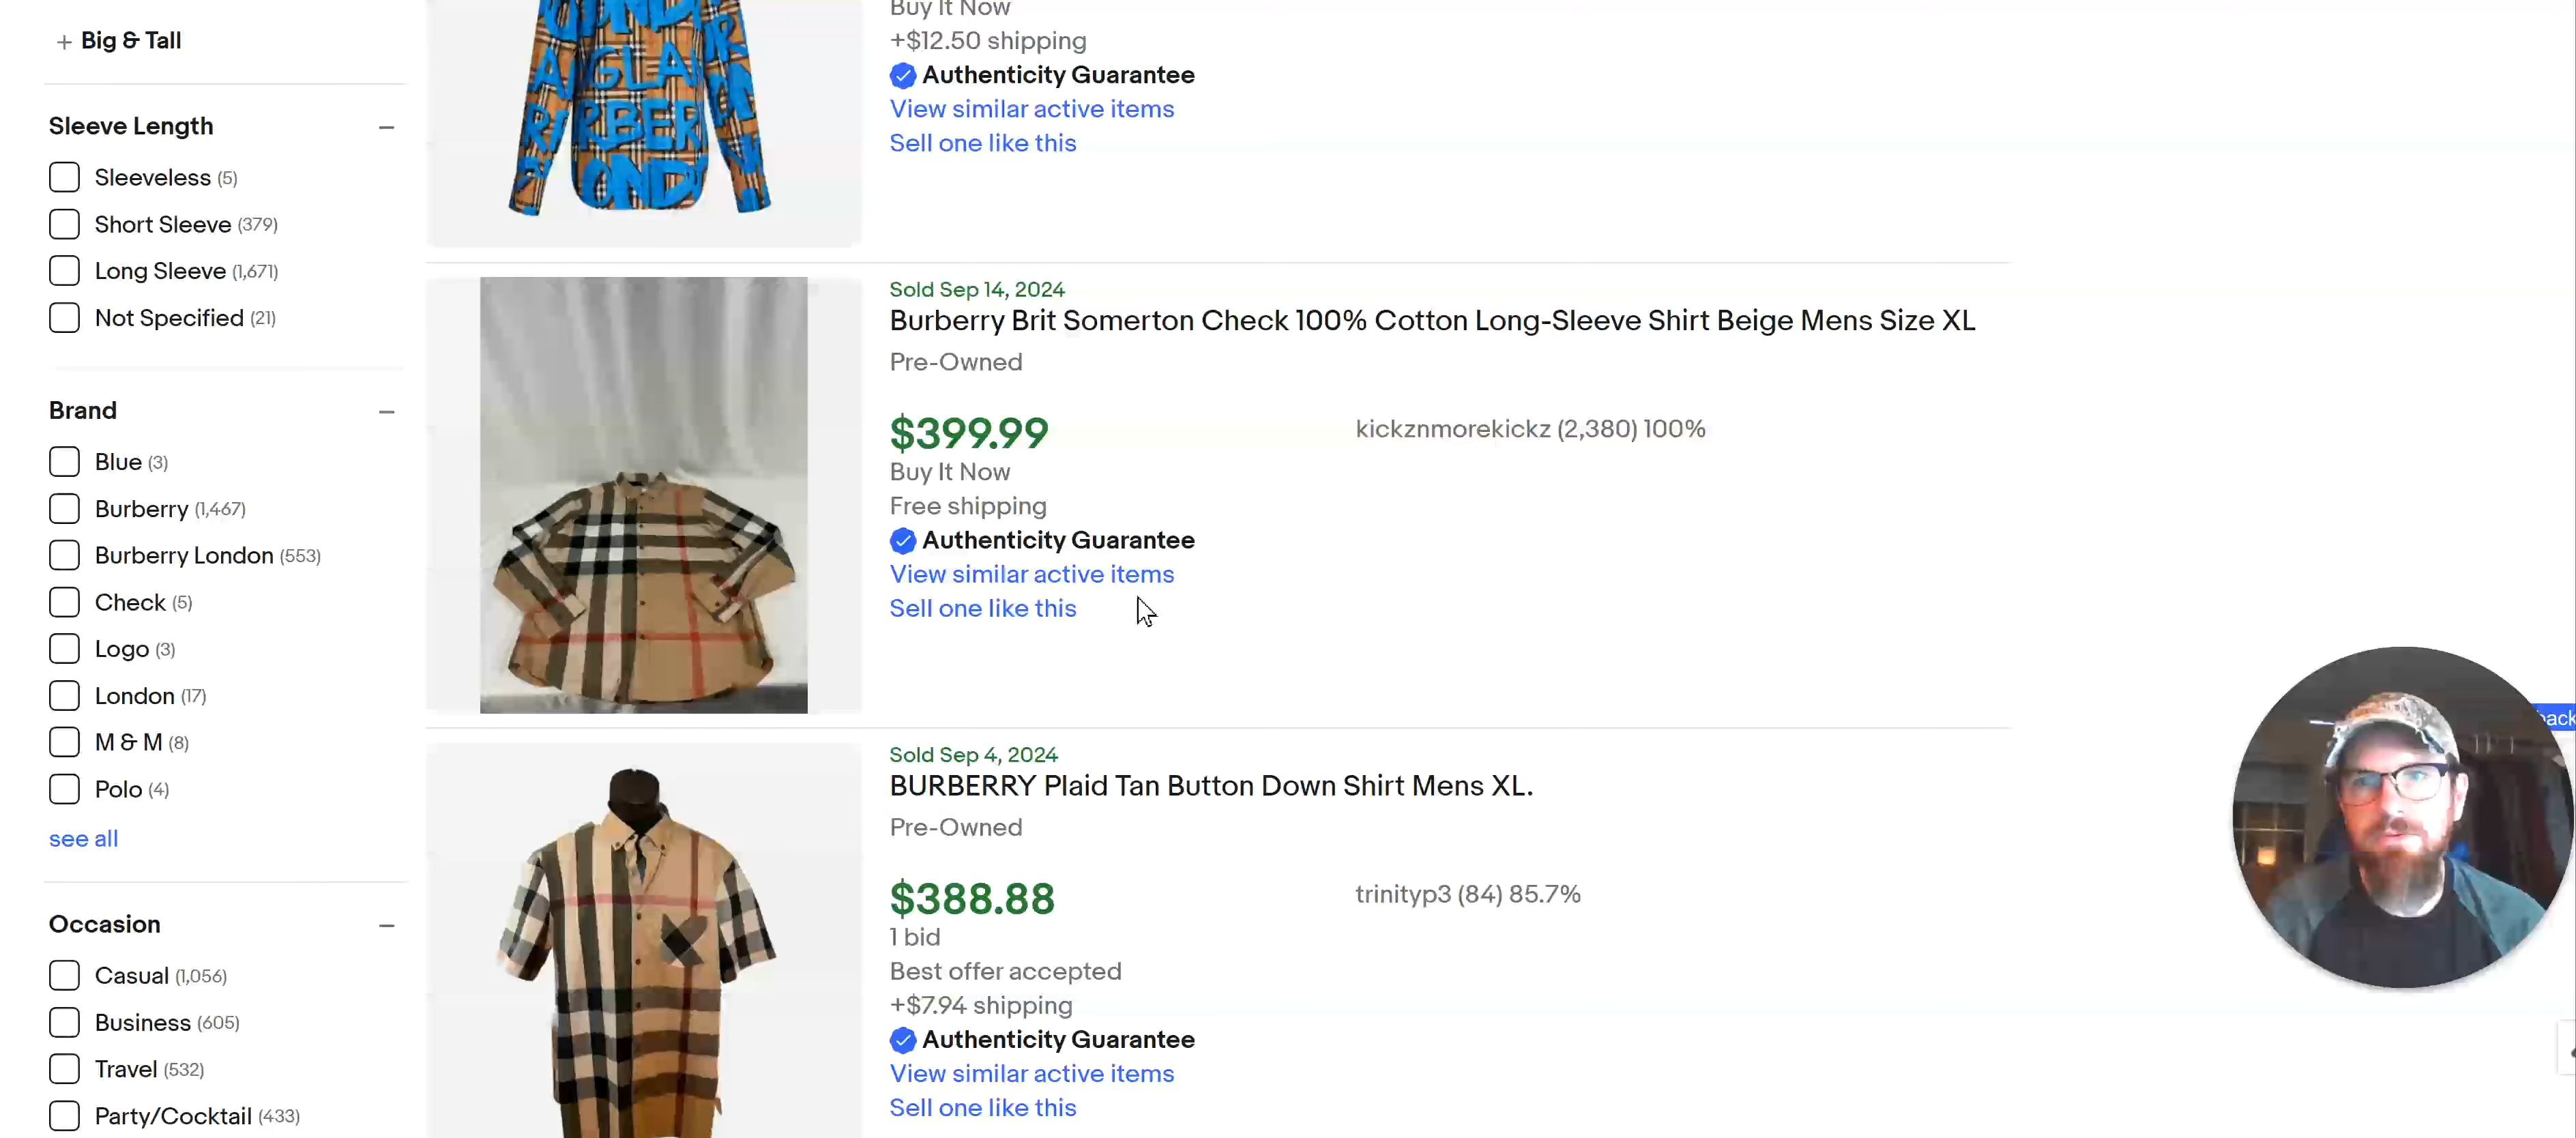 Big & Tall
Sleeve Length
Sleeveless (5)
Short Sleeve (379)
Long Sleeve (1,671)
Not Specified (21)
Brand
Blue (3)
Burberry (1,467)
Burberry London (553)
Check (5)
Logo (3)
London (17)
M & M (8)
Polo (4)
see all
Occasion
Casual (1,056)
Business (605)
Travel (532)
Party/Cocktail (433)
Buy It Now
+$12.50 shipping
Authenticity Guarantee
View similar active items
Sell one like this
Sold Sep 14, 2024
Burberry Brit Somerton Check 100% Cotton Long-Sleeve Shirt Beige Mens Size XL
Pre-Owned
$399.99
kickznmorekickz (2,380) 100%
Buy It Now
Free shipping
Authenticity Guarantee
View similar active items
Sell one like this
Sold Sep 4, 2024
BURBERRY Plaid Tan Button Down Shirt Mens XL.
Pre-Owned
$388.88
trinityp3 (84) 85.7%
1 bid
Best offer accepted
+$7.94 shipping
Authenticity Guarantee
View similar active items
Sell one like this